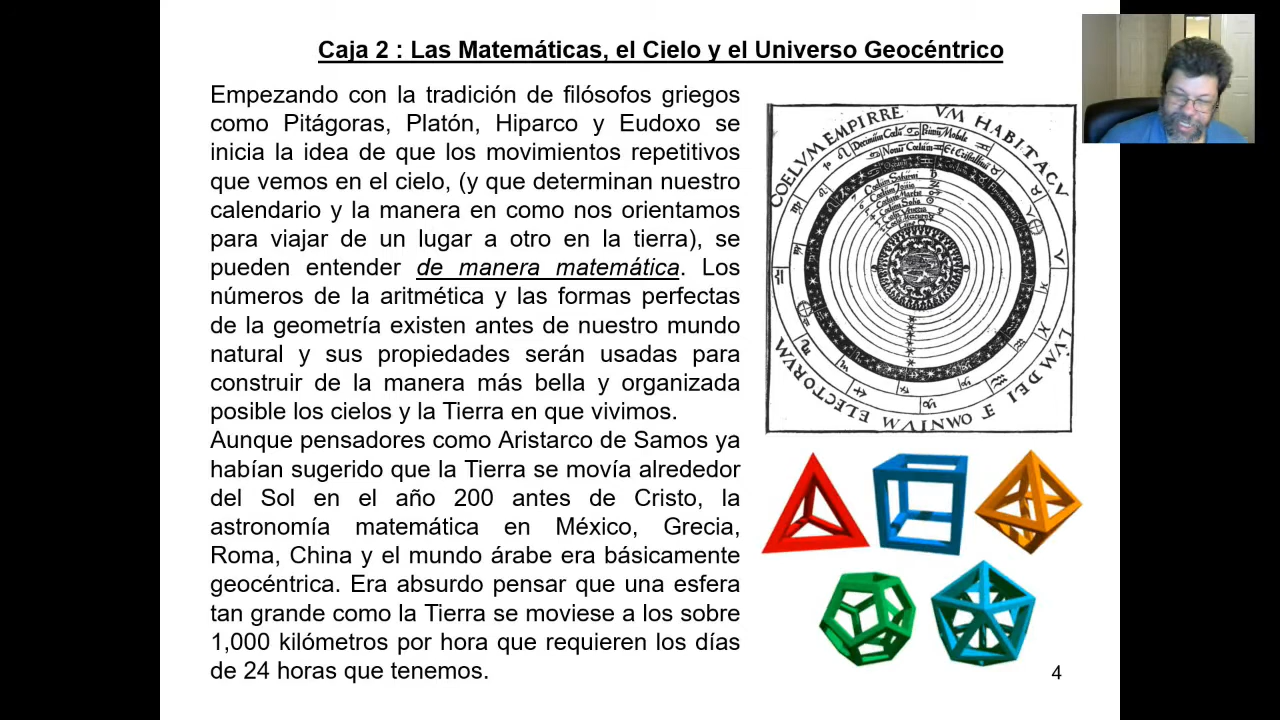 Caja 2 : Las Matemáticas, el Cielo y el Universo Geocéntrico
Empezando con la tradición de filósofos griegos
como Pitágoras, Platón, Hiparco y Eudoxo se
inicia la idea de que los movimientos repetitivos
que vemos en el cielo, (y que determinan nuestro
calendario y la manera en como nos orientamos
para viajar de un lugar a otro en la tierra), se
pueden entender de manera matemática. Los
números de la aritmética y las formas perfectas
de la geometría existen antes de nuestro mundo
natural y sus propiedades serán usadas para
construir de la manera más bella y organizada
posible los cielos y la Tierra en que vivimos.
Aunque pensadores como Aristarco de Samos ya
habían sugerido que la Tierra se movía alrededor
del Sol en el año 200 antes de Cristo, la
astronomía matemática en México, Grecia,
Roma, China y el mundo árabe era básicamente
geocéntrica. Era absurdo pensar que una esfera
tan grande como la Tierra se moviese a los sobre
1,000 kilómetros por hora que requieren los días
de 24 horas que tenemos.
COELVM EMPIRRE VM HABITACV
LVM DEI ET OMNIVM ELECTORVM
4